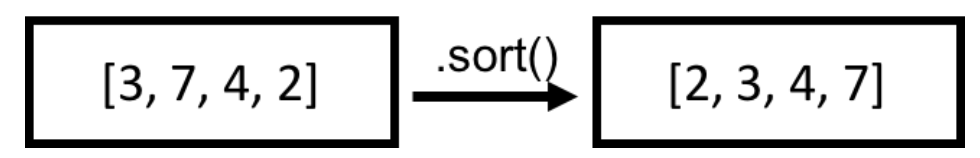 [3, 7, 4, 2]
.sort()
[2, 3, 4, 7]